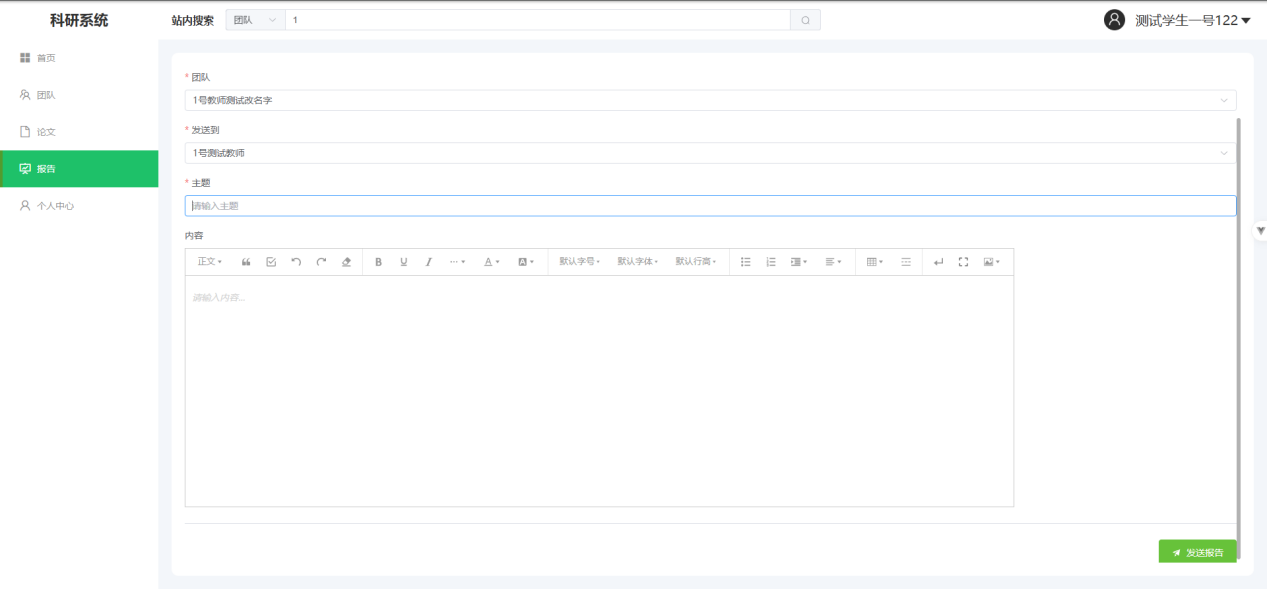 科研系统
站内搜索 团队 1
测试学生一号122
首页
团队
论文
报告
个人中心
* 团队
1号教师测试改名字
* 发送到
1号测试教师
* 主题
请输入主题
内容
正文 B U I A A 默认字号 默认字体 默认行高
请输入内容...
发送报告